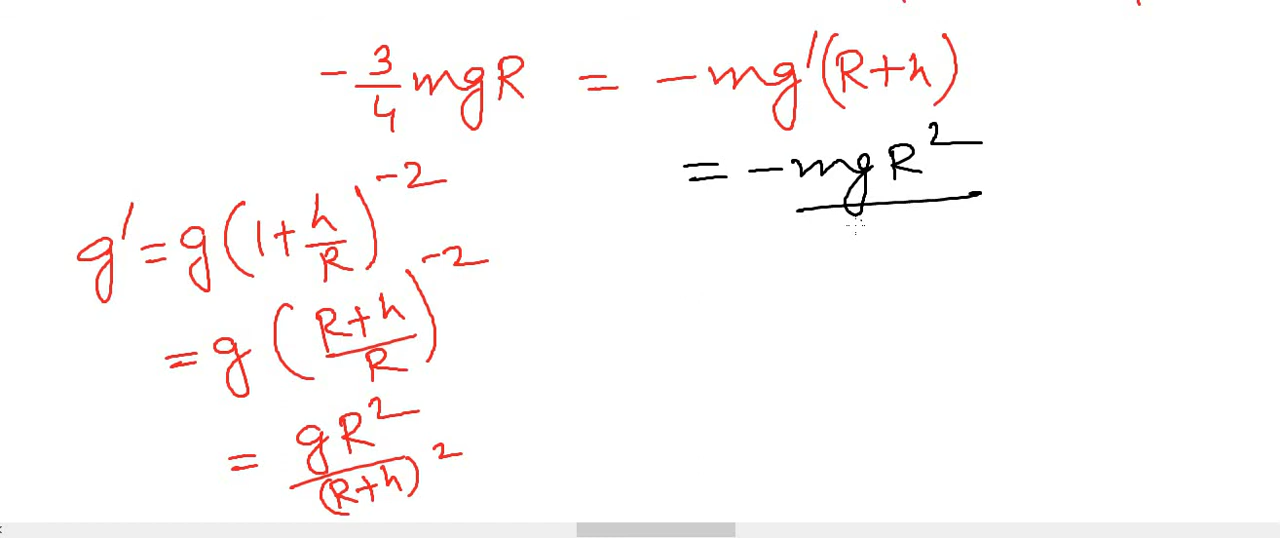 -3/4 mgR = -mg'(R+h)
= -mgR²
g' = g(1+h/R)⁻²
= g((R+h)/R)⁻²
= gR²/(R+h)²